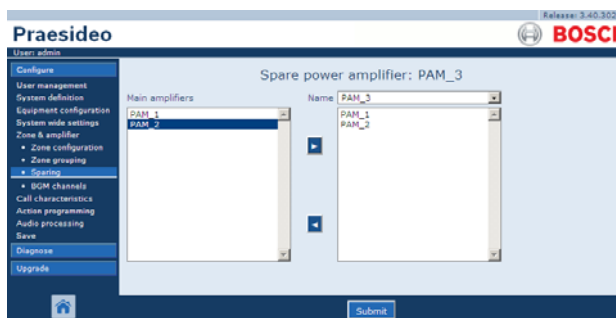 Release: 3.40.302
Praesideo
BOSCH
User: admin
Configure
User management
System definition
Equipment configuration
System wide settings
Zone & amplifier
• Zone configuration
• Zone grouping
• Sparing
• BGM channels
Call characteristics
Action programming
Audio processing
Save
Diagnose
Upgrade
Spare power amplifier: PAM_3
Main amplifiers
PAM_1
PAM_2
Name PAM_3
PAM_1
PAM_2
Submit